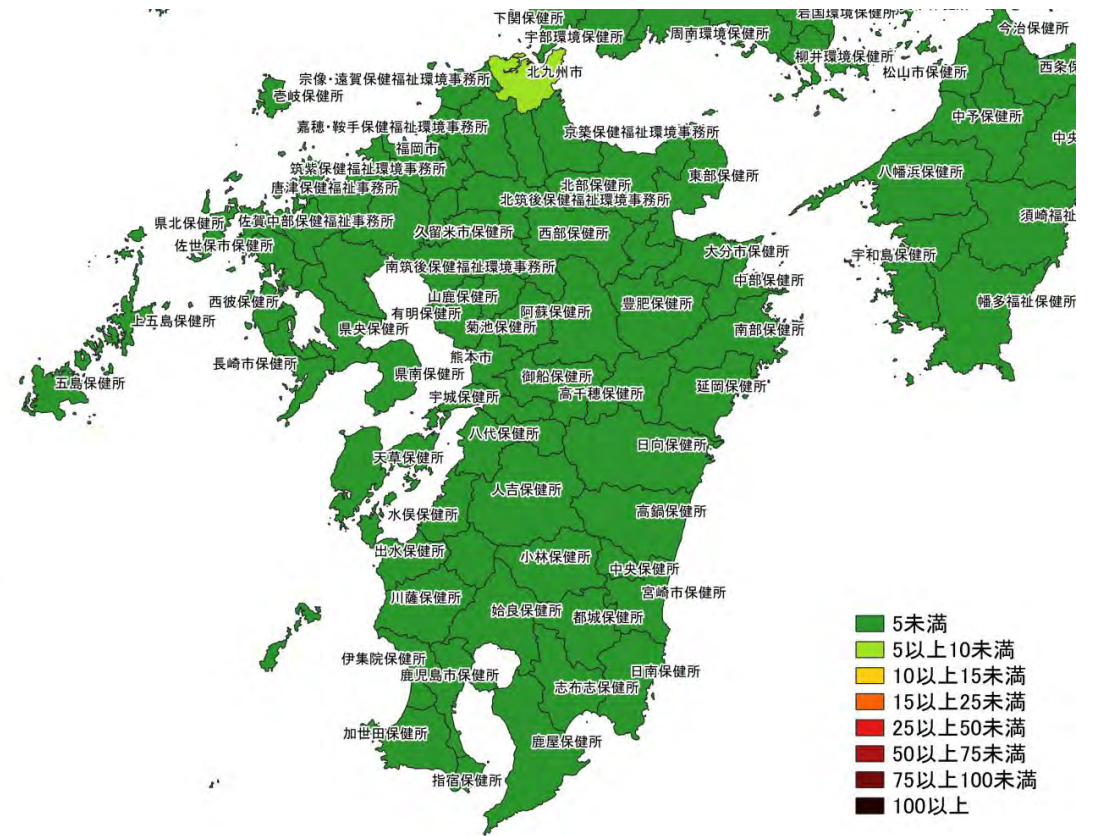 下関保健所
岩国環境保健所
宇部環境保健所
周南環境保健所
今治保健所
柳井環境保健所
北九州市
松山市保健所
西条保
宗像・遠賀保健福祉環境事務所
壱岐保健所
中予保健所
嘉穂・鞍手保健福祉環境事務所
京築保健福祉環境事務所
中央
福岡市
筑紫保健福祉環境事務所
東部保健所
八幡浜保健所
唐津保健福祉事務所
北部保健所
北筑後保健福祉環境事務所
県北保健所
佐賀中部保健福祉事務所
須崎福祉
久留米市保健所
西部保健所
佐世保市保健所
大分市保健所
宇和島保健所
南筑後保健福祉環境事務所
中部保健所
山鹿保健所
西彼保健所
豊肥保健所
幡多福祉保健所
有明保健所
阿蘇保健所
上五島保健所
県央保健所
菊池保健所
南部保健所
熊本市
長崎市保健所
県南保健所
御船保健所
五島保健所
延岡保健所
宇城保健所
高千穂保健所
八代保健所
日向保健所
天草保健所
人吉保健所
水俣保健所
高鍋保健所
出水保健所
小林保健所
中央保健所
宮崎市保健所
川薩保健所
姶良保健所
都城保健所
伊集院保健所
鹿児島市保健所
日南保健所
志布志保健所
加世田保健所
鹿屋保健所
指宿保健所
5未満
5以上10未満
10以上15未満
15以上25未満
25以上50未満
50以上75未満
75以上100未満
100以上